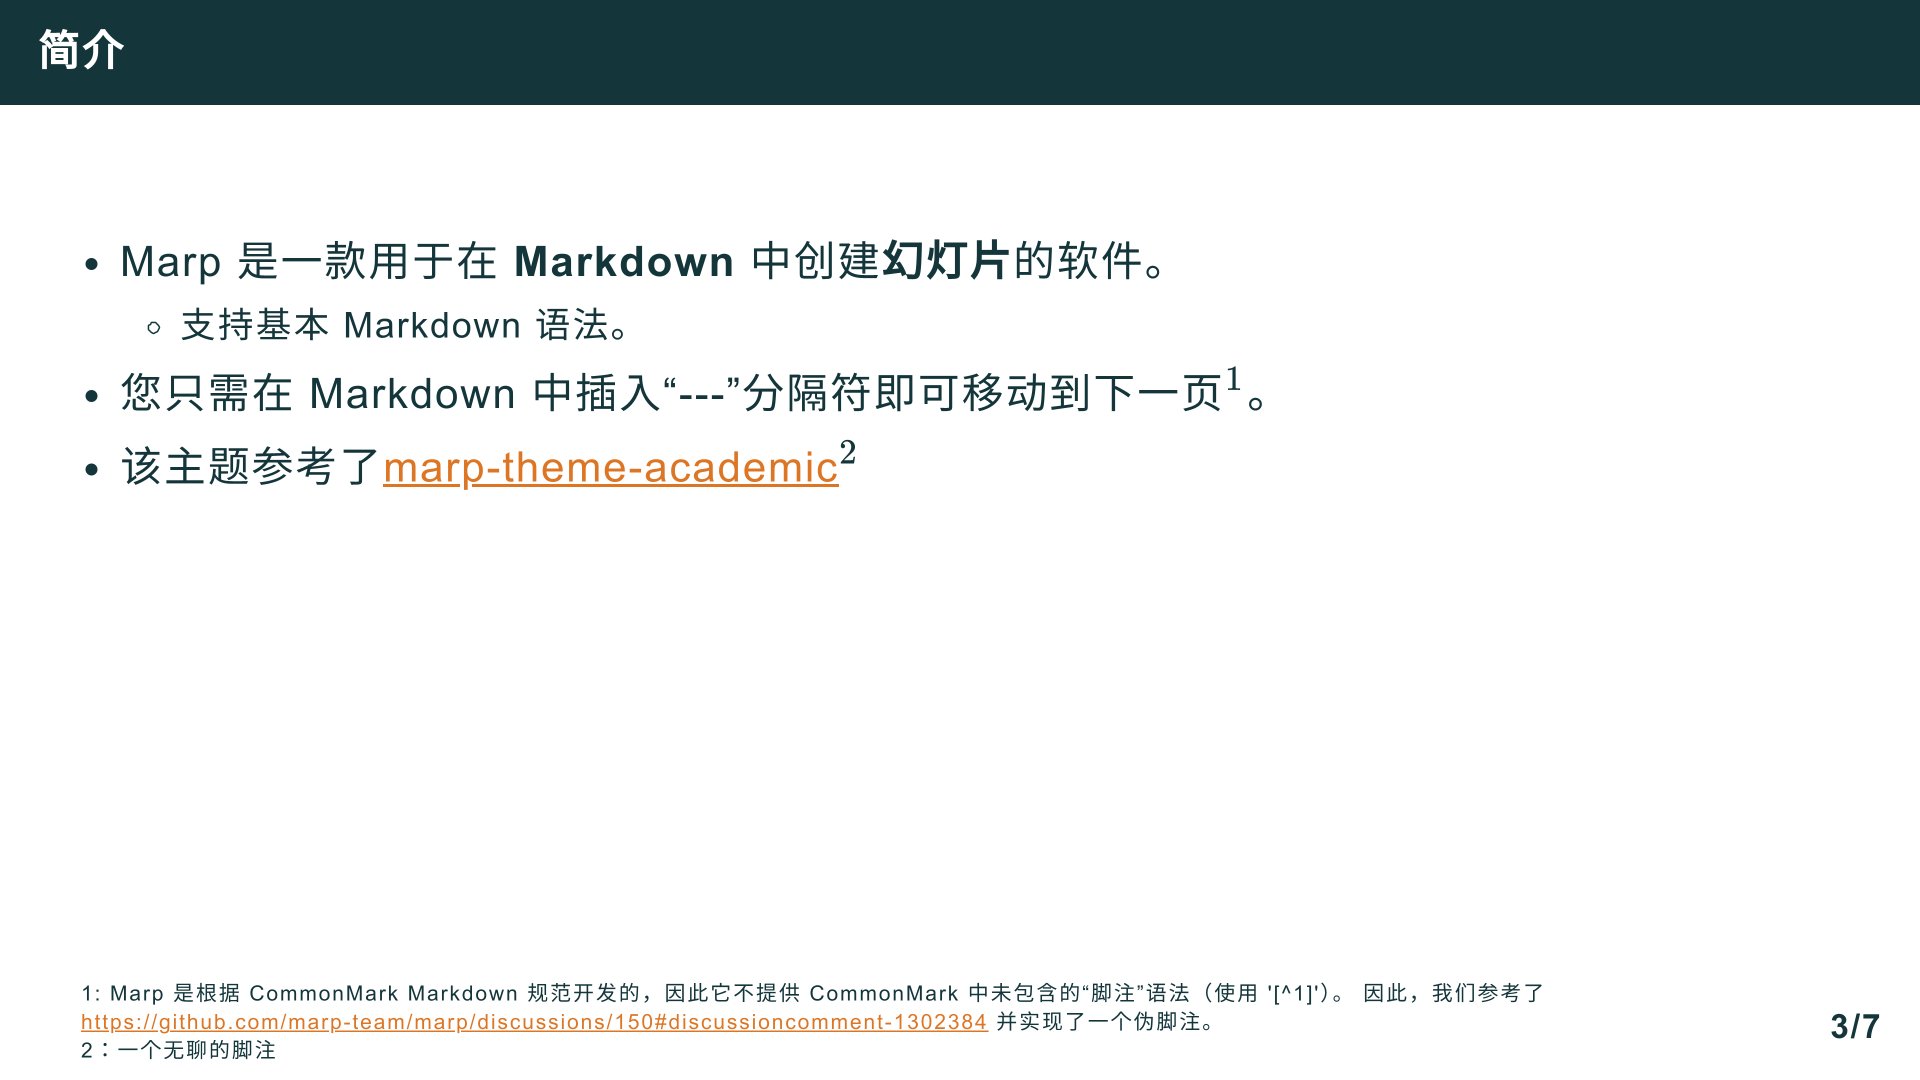 简介
• Marp 是一款用于在 Markdown 中创建幻灯片的软件。
◦ 支持基本 Markdown 语法。
• 您只需在 Markdown 中插入“---”分隔符即可移动到下一页¹。
• 该主题参考了marp-theme-academic²
1: Marp 是根据 CommonMark Markdown 规范开发的，因此它不提供 CommonMark 中未包含的“脚注”语法（使用 '[^1]'）。 因此，我们参考了
https://github.com/marp-team/marp/discussions/150#discussioncomment-1302384 并实现了一个伪脚注。
2：一个无聊的脚注
3/7